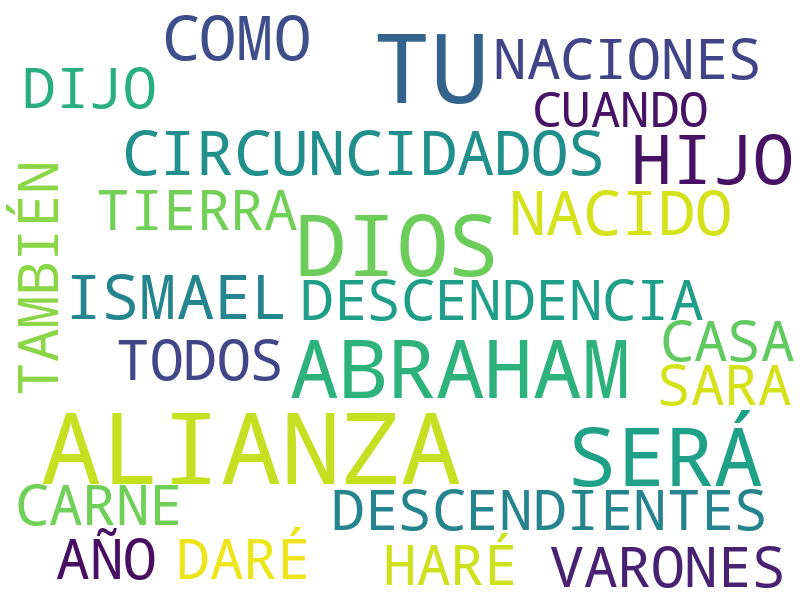 COMO
TU
NACIONES
DIJO
CUANDO
CIRCUNCIDADOS
HIJO
TAMBIÉN
TIERRA
NACIDO
DIOS
ISMAEL
DESCENDENCIA
CASA
TODOS
ABRAHAM
SARA
ALIANZA
SERÁ
CARNE
DESCENDIENTES
AÑO
DARÉ
HARÉ
VARONES